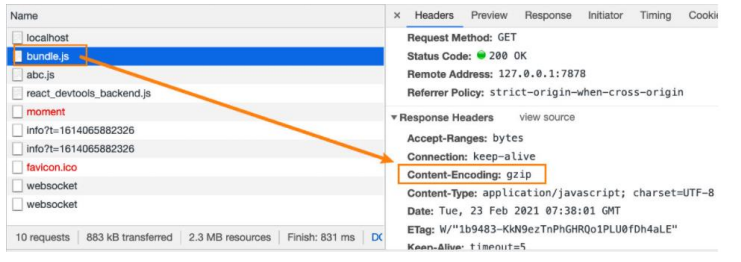 Name
localhost
bundle.js
abc.js
react_devtools_backend.js
moment
info?t=1614065882326
info?t=1614065882326
favicon.ico
websocket
websocket
10 requests 883 kB transferred 2.3 MB resources Finish: 831 ms
× Headers Preview Response Initiator Timing Cookie
Request Method: GET
Status Code: 200 OK
Remote Address: 127.0.0.1:7878
Referrer Policy: strict-origin-when-cross-origin
▼Response Headers view source
Accept-Ranges: bytes
Connection: keep-alive
Content-Encoding: gzip
Content-Type: application/javascript; charset=UTF-8
Date: Tue, 23 Feb 2021 07:38:01 GMT
ETag: W/"1b9483-KkN9ezTnPhGHRQo1PLU0fDh4aLE"
Keep-Alive: timeout=5